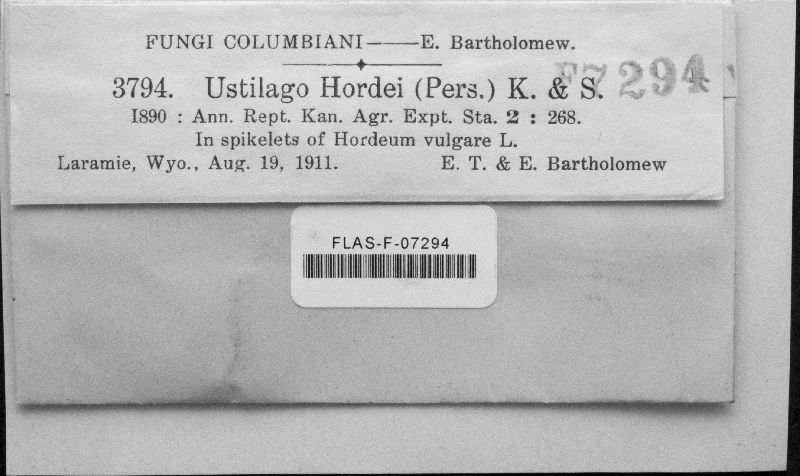 FUNGI COLUMBIANI——E. Bartholomew.
3794. Ustilago Hordei (Pers.) K. & S.
F7294
1890 : Ann. Rept. Kan. Agr. Expt. Sta. 2 : 268.
In spikelets of Hordeum vulgare L.
Laramie, Wyo., Aug. 19, 1911. E. T. & E. Bartholomew
FLAS-F-07294